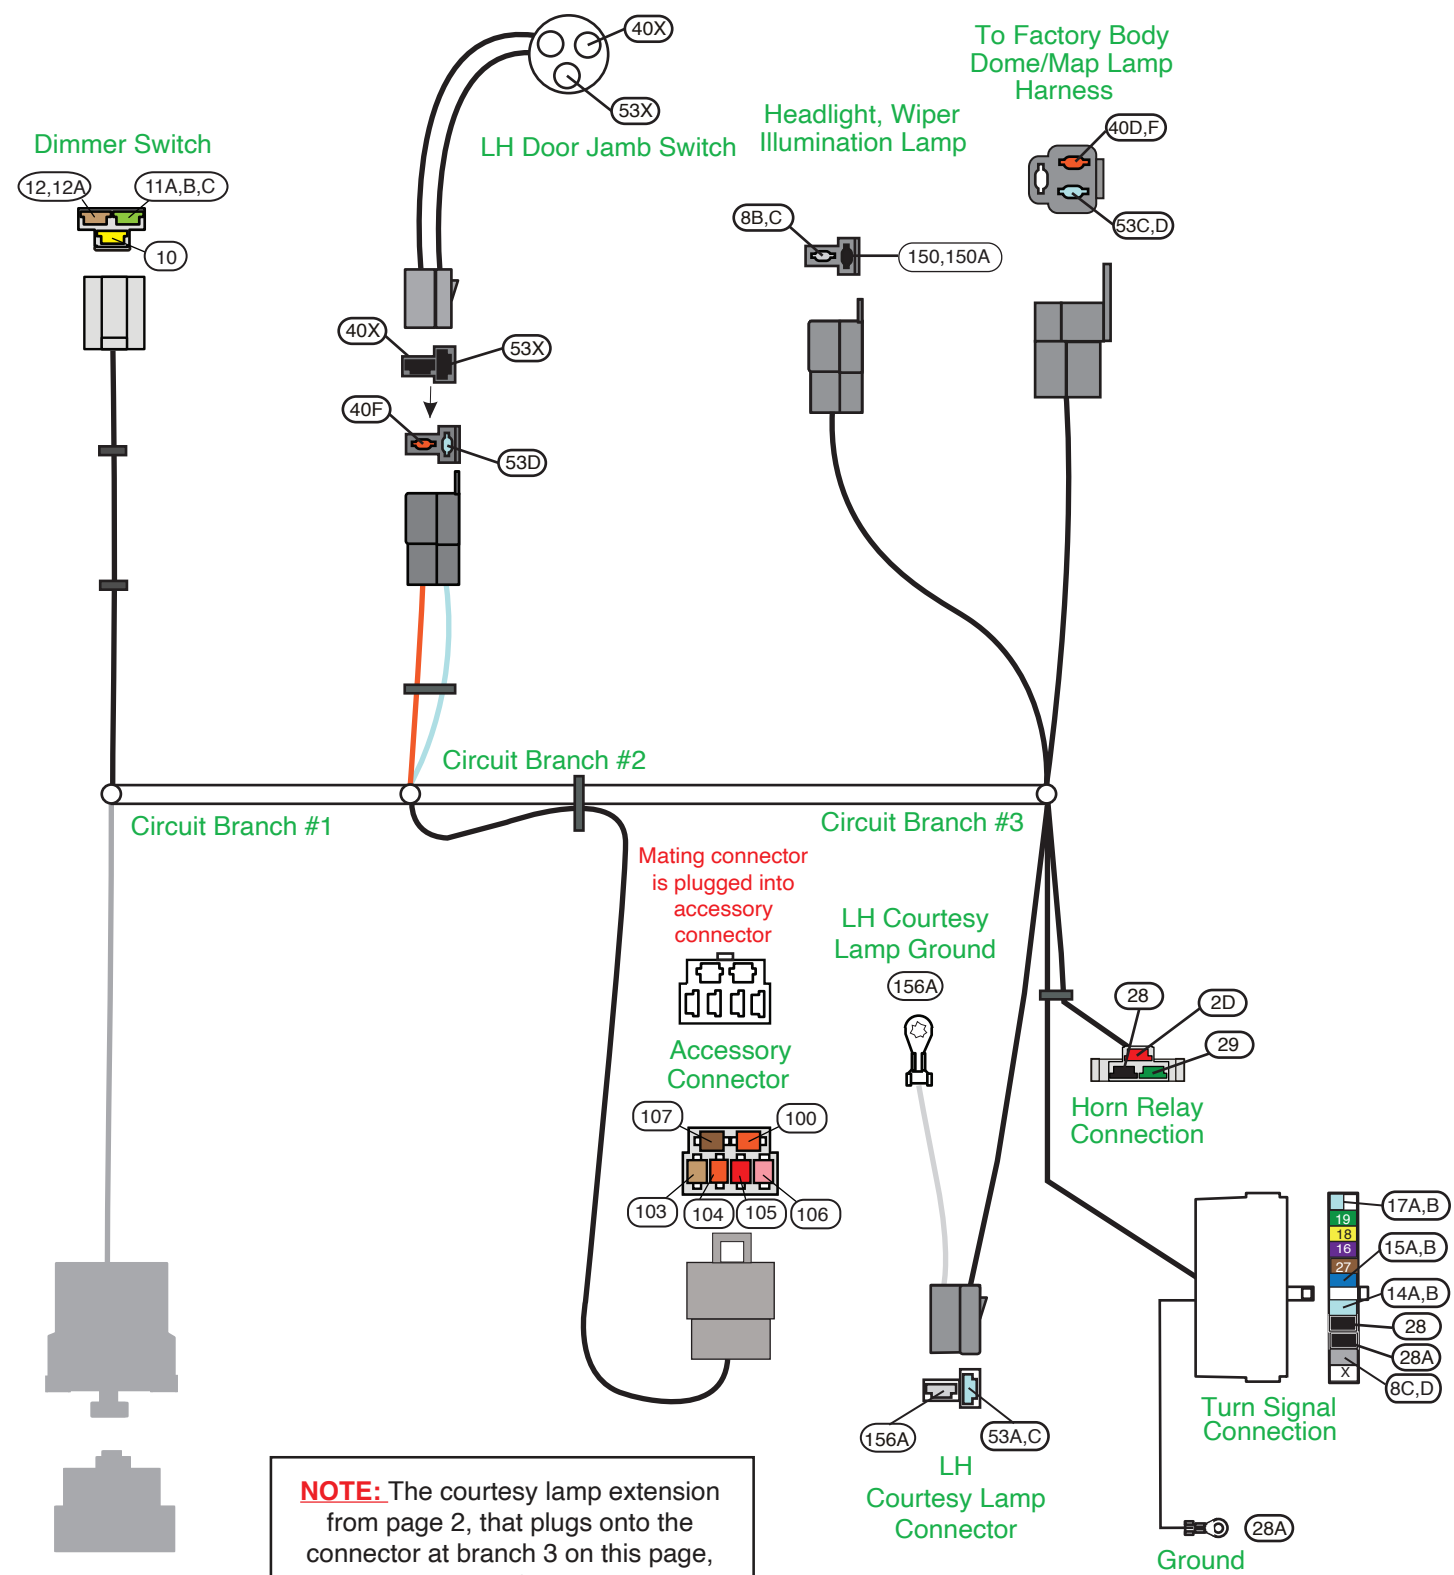 40X
53X
LH Door Jamb Switch
To Factory Body
Dome/Map Lamp
Harness
40D,F
53C,D
Headlight, Wiper
Illumination Lamp
8B,C
150,150A
Dimmer Switch
12,12A
11A,B,C
10
40X
53X
40F
53D
Circuit Branch #2
Circuit Branch #1
Circuit Branch #3
Mating connector
is plugged into
accessory
connector
Accessory
Connector
107
100
103
104
105
106
LH Courtesy
Lamp Ground
156A
28
2D
29
Horn Relay
Connection
17A,B
19
18
16
27
15A,B
14A,B
28
28A
8C,D
X
Turn Signal
Connection
156A
53A,C
LH
Courtesy Lamp
Connector
28A
Ground
NOTE: The courtesy lamp extension
from page 2, that plugs onto the
connector at branch 3 on this page,